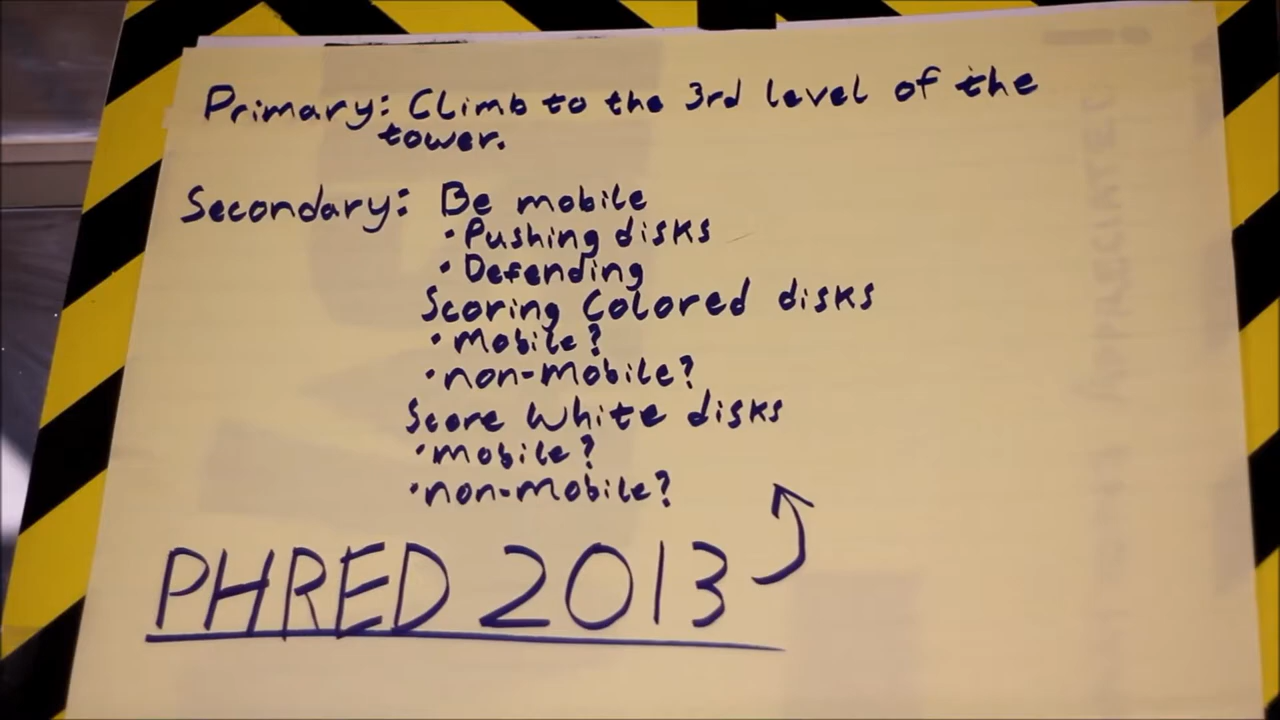 Primary: Climb to the 3rd level of the
tower.
Secondary: Be mobile
• Pushing disks
• Defending
Scoring Colored disks
• Mobile?
• non-Mobile?
Score White disks
• mobile?
• non-mobile?
PHRED 2013